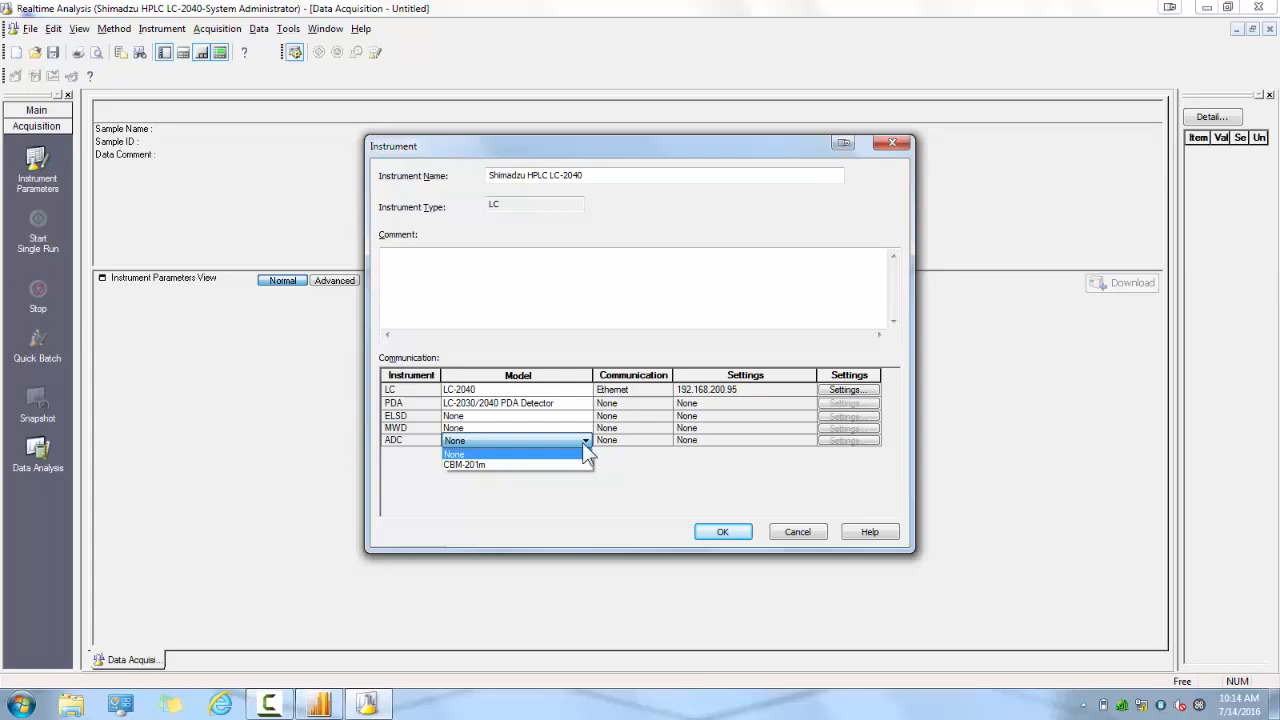 Realtime Analysis (Shimadzu HPLC LC-2040-System Administrator) - [Data Acquisition - Untitled]
File Edit View Method Instrument Acquisition Data Tools Window Help
Main
Acquisition
Instrument
Parameters
Start
Single Run
Stop
Quick Batch
Snapshot
Data Analysis
Sample Name :
Sample ID :
Data Comment :
Instrument Parameters View Normal Advanced
Download
Detail...
Item Val Se Un
Instrument
Instrument Name: Shimadzu HPLC LC-2040
Instrument Type: LC
Comment:
Communication:
Instrument Model Communication Settings Settings
LC LC-2040 Ethernet 192.168.200.95 Settings...
PDA LC-2030/2040 PDA Detector None None Settings...
ELSD None None None Settings...
MWD None None None Settings...
ADC None None None Settings...
None
CBM-201m
OK Cancel Help
Data Acquisi...
Free NUM
10:14 AM
7/14/2016